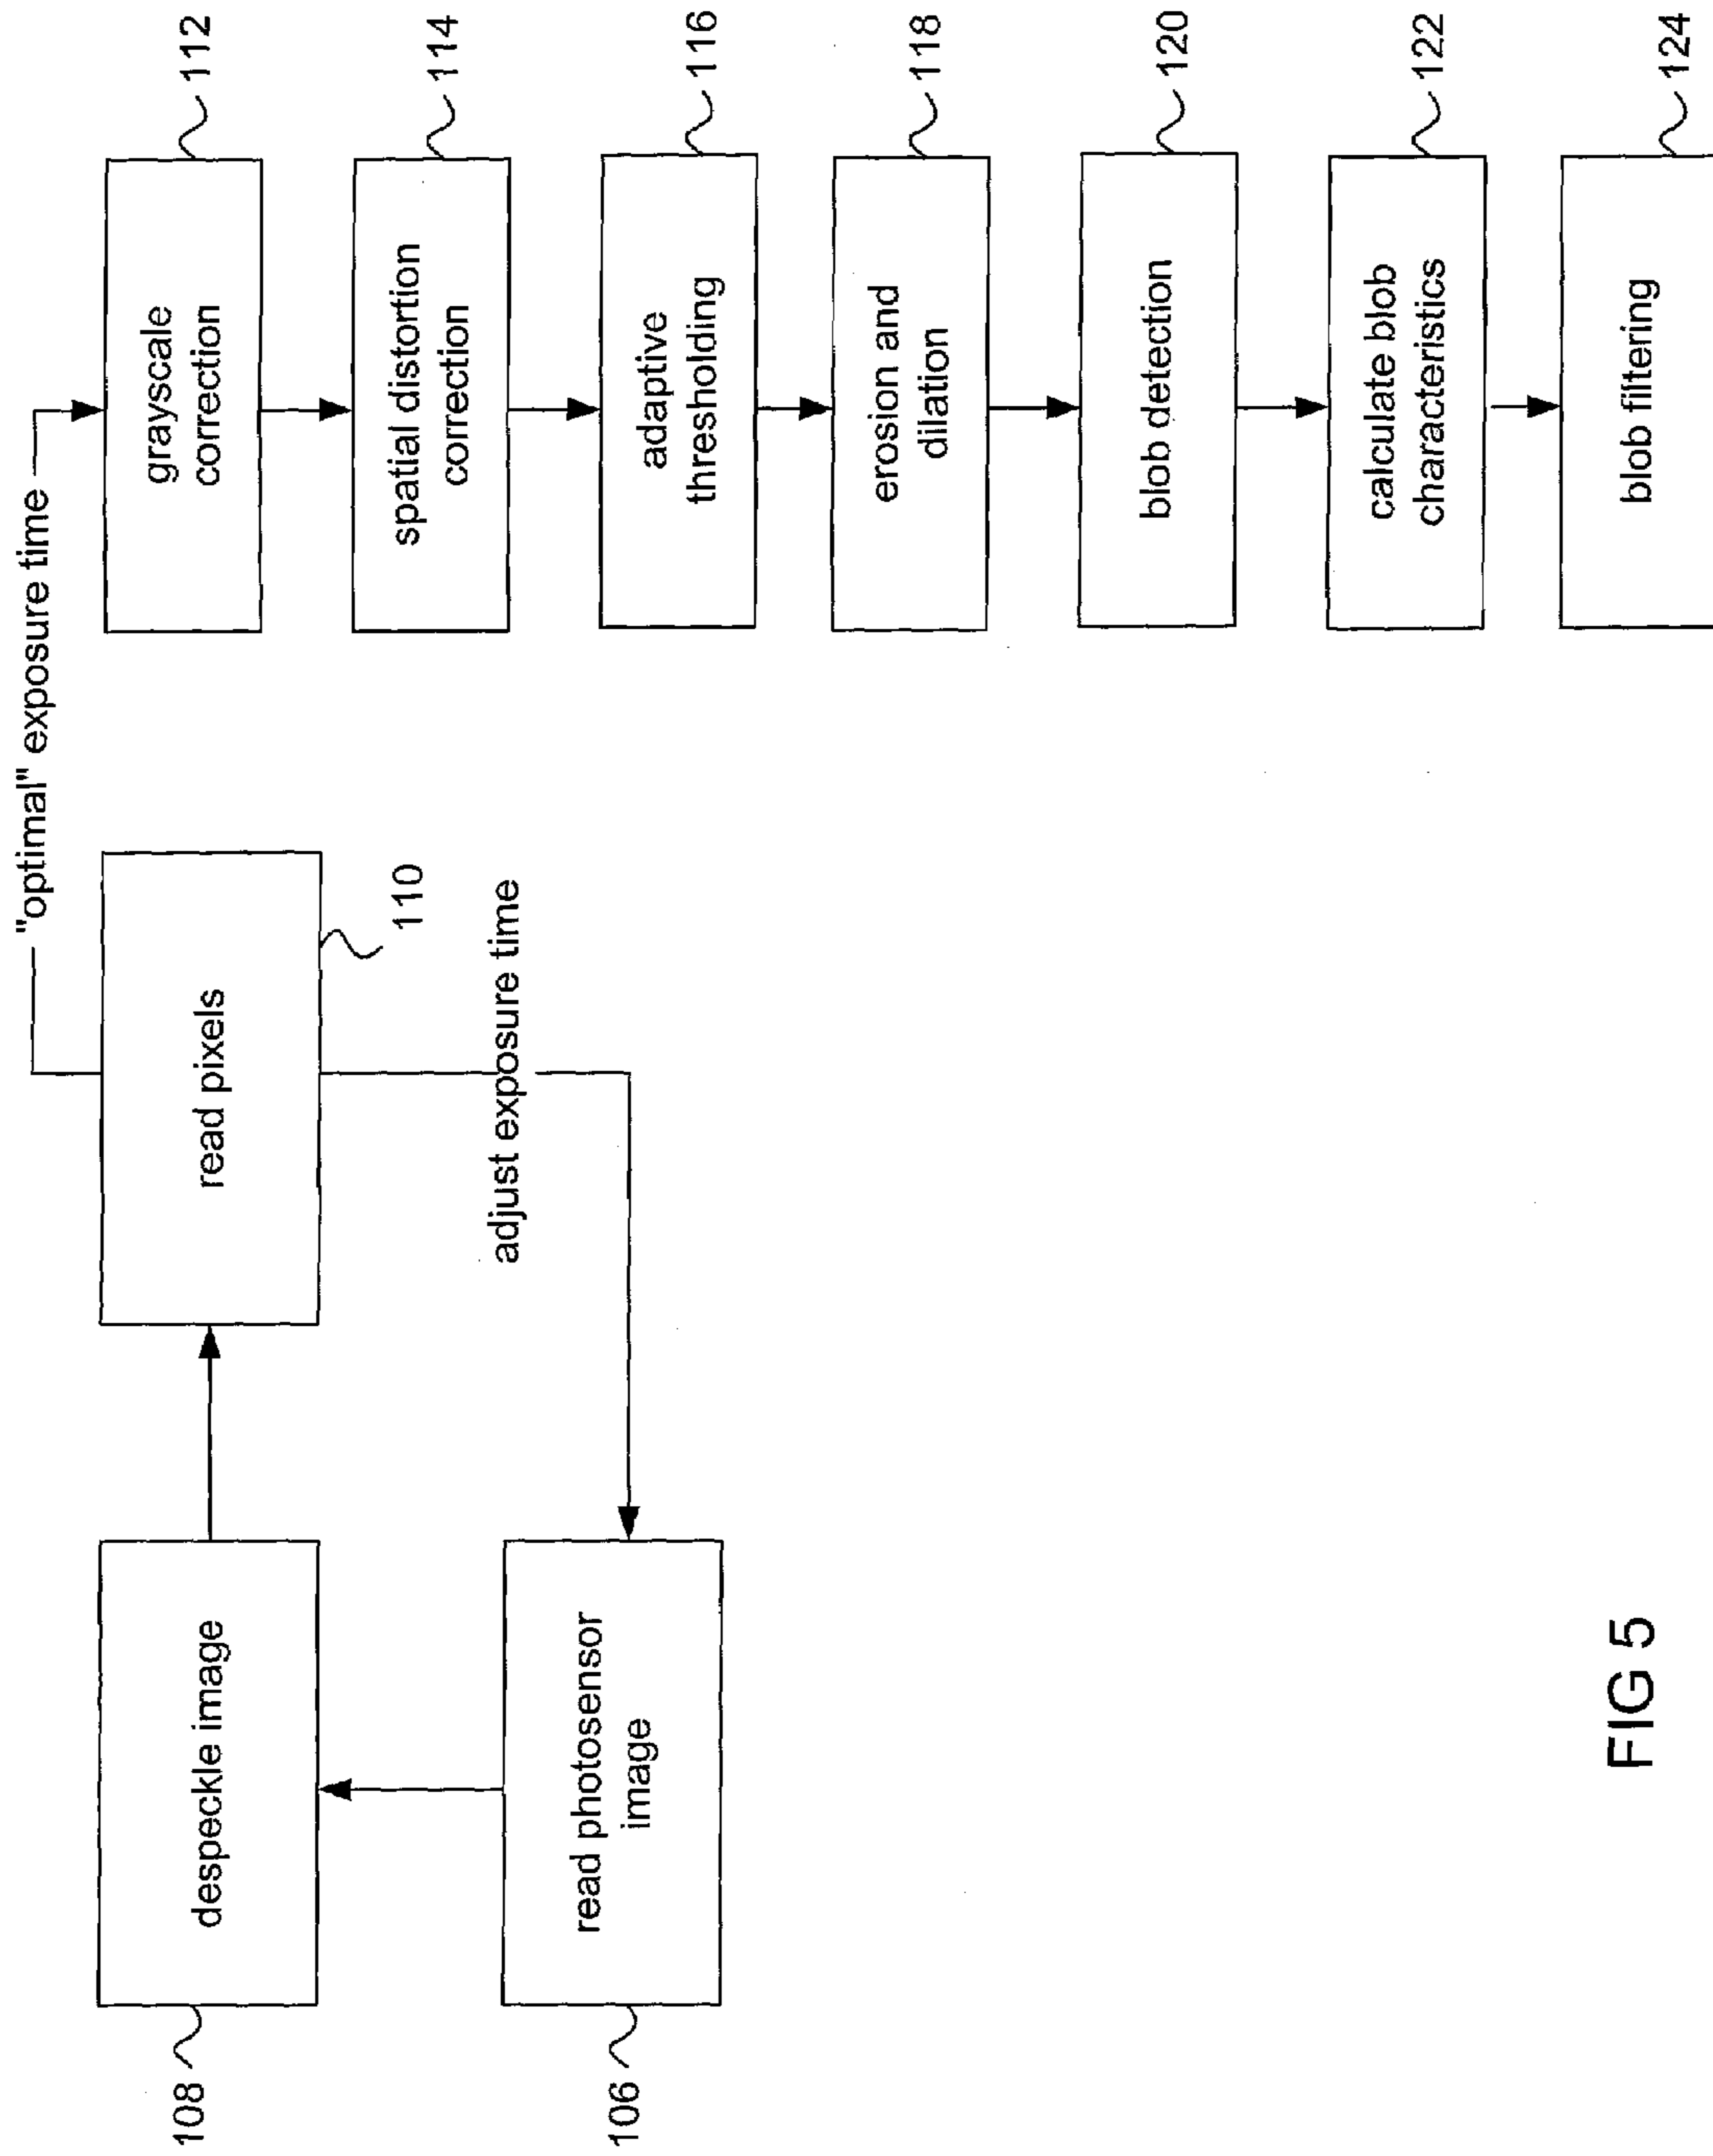 108
despeckle image
106
read photosensor
image
read pixels
110
adjust exposure time
"optimal" exposure time
grayscale
correction
112
spatial distortion
correction
114
adaptive
thresholding
116
erosion and
dilation
118
blob detection
120
calculate blob
characteristics
122
blob filtering
124
FIG 5